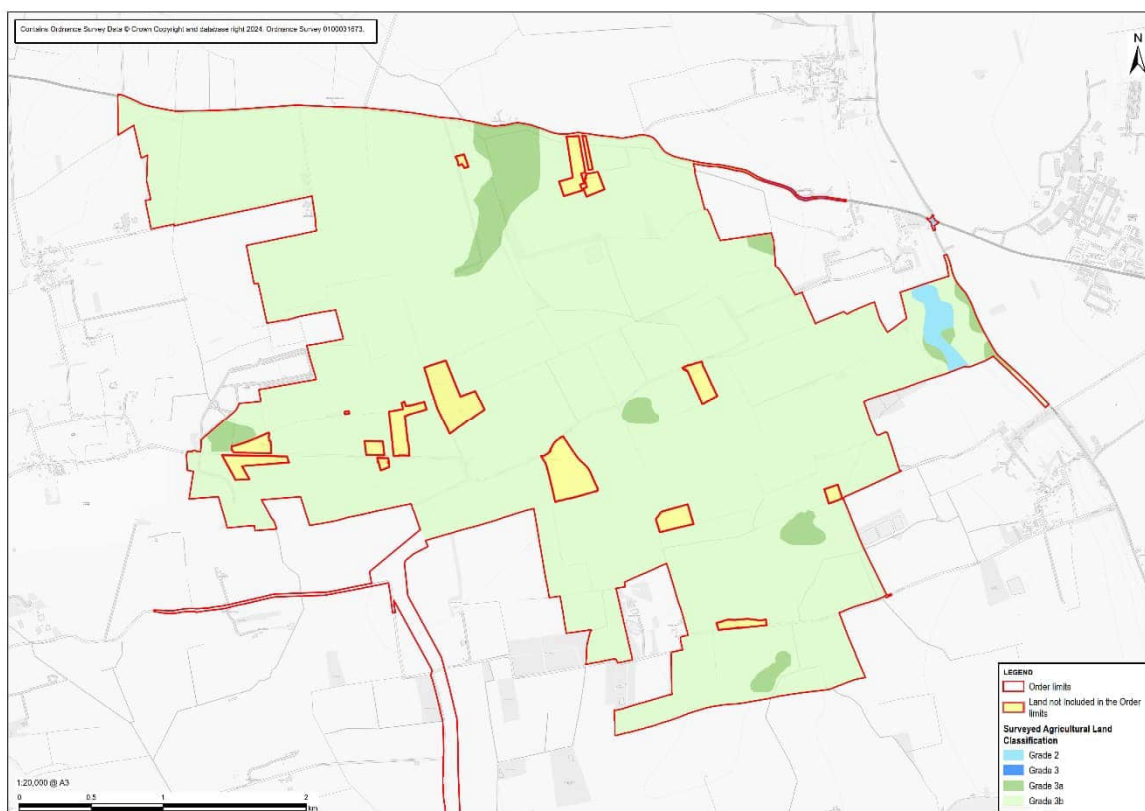 Contains Ordnance Survey Data © Crown Copyright and database right 2024. Ordnance Survey 0100031673.
N
LEGEND
Order limits
Land not Included in the Order
limits
Surveyed Agricultural Land
Classification
Grade 2
Grade 3
Grade 3a
Grade 3b
1:20,000 @ A3
0 0.5 1 2
km